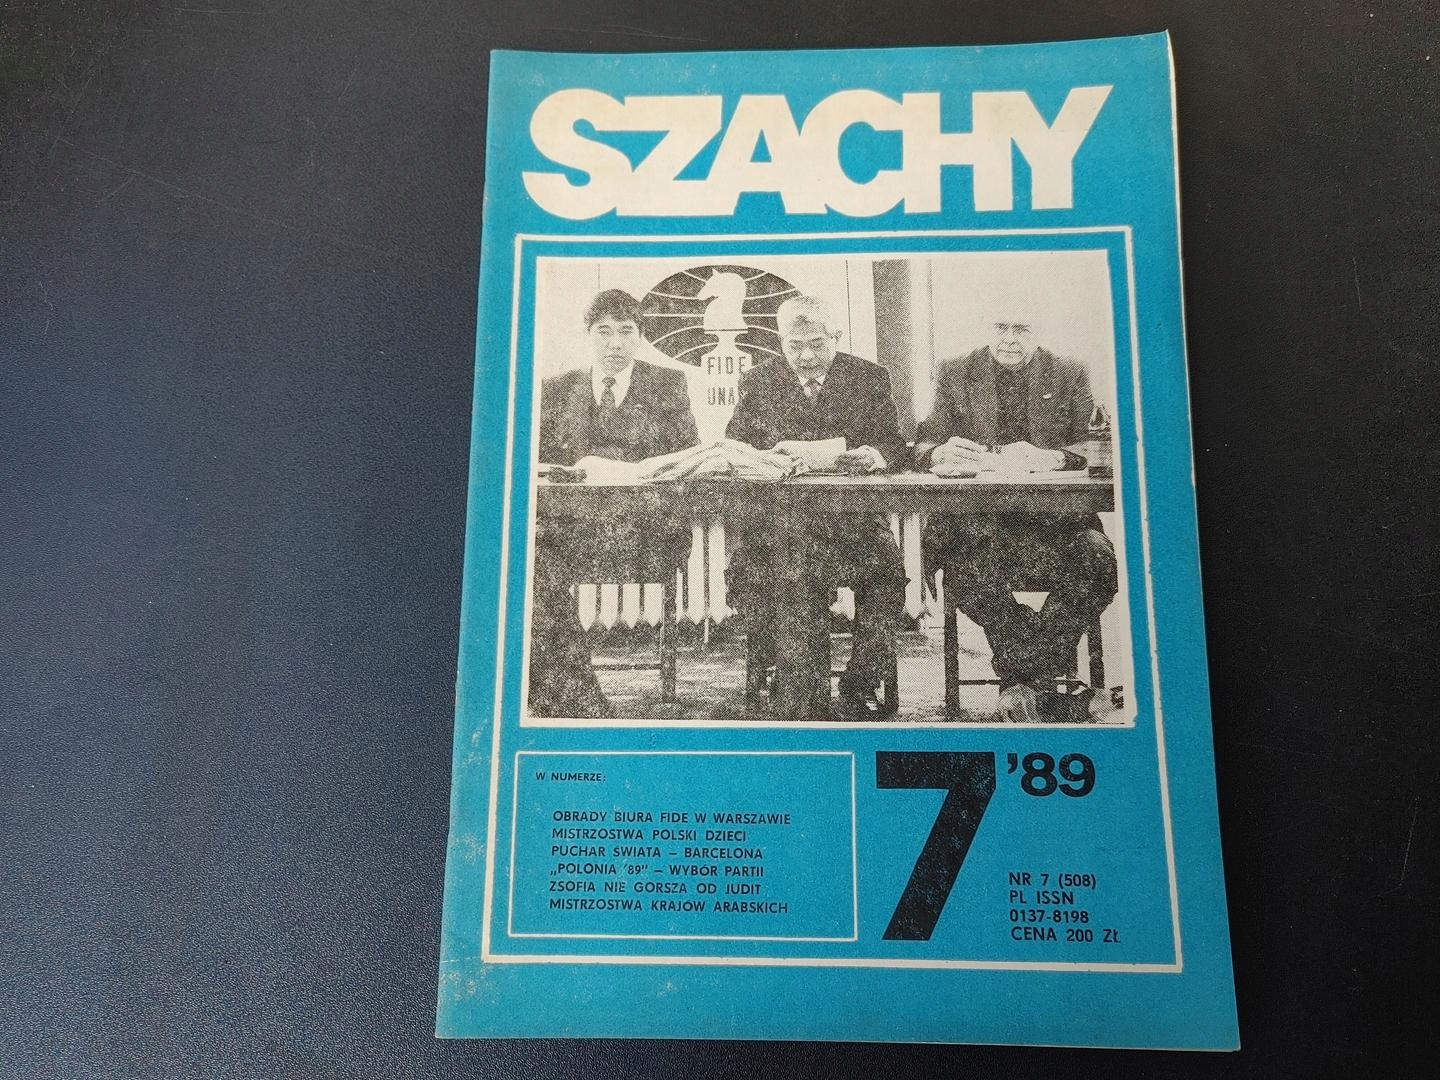 SZACHY
FIDE
UNA
7
'89
W NUMERZE:
OBRADY BIURA FIDE W WARSZAWIE
MISTRZOSTWA POLSKI DZIECI
PUCHAR ŚWIATA – BARCELONA
„POLONIA '89" – WYBÓR PARTII
ZSOFIA NIE GORSZA OD JUDIT
MISTRZOSTWA KRAJÓW ARABSKICH
NR 7 (508)
PL ISSN
0137-8198
CENA 200 ZŁ